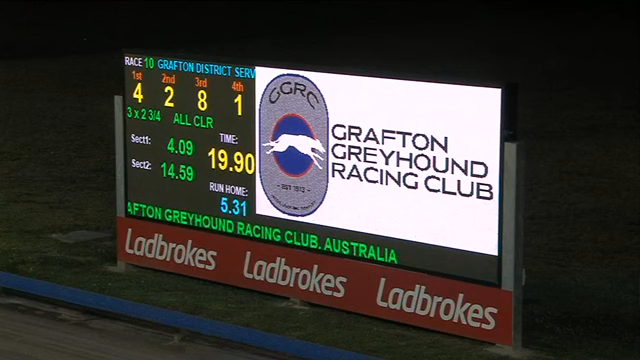 RACE 10 GRAFTON DISTRICT SERV
1st 2nd 3rd 4th
4 2 8 1
3 x 2 3/4 ALL CLR
Sect1: 4.09 TIME:
19.90
Sect2: 14.59
RUN HOME:
5.31
AFTON GREYHOUND RACING CLUB. AUSTRALIA
GGRC
EST 1912
GRAFTON
GREYHOUND
RACING CLUB
Ladbrokes Ladbrokes Ladbrokes